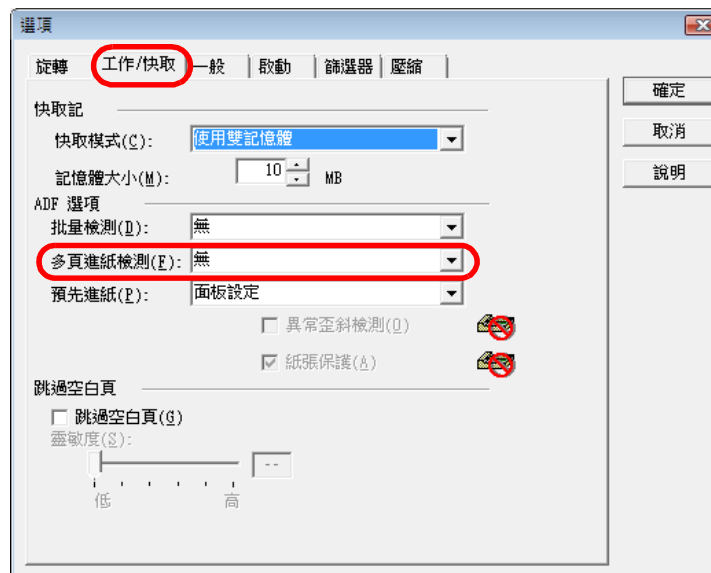 選項
旋轉 工作/快取 一般 啟動 篩選器 壓縮
確定
取消
說明
快取記
快取模式(C): 使用雙記憶體
記憶體大小(M): 10 MB
ADF 選項
批量檢測(D): 無
多頁進紙檢測(F): 無
預先進紙(P): 面板設定
異常歪斜檢測(O)
紙張保護(A)
跳過空白頁
跳過空白頁(G)
靈敏度(S):
--
低 高